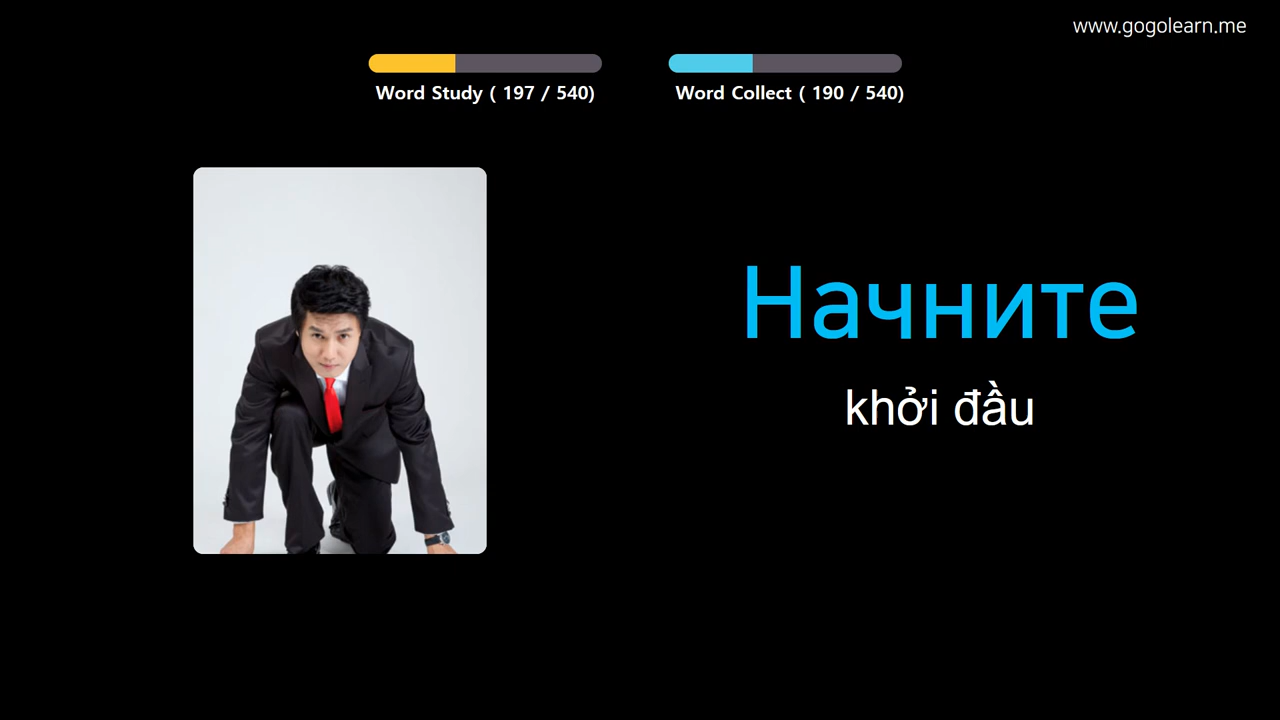 www.gogolearn.me
Word Study ( 197 / 540)
Word Collect ( 190 / 540)
Начните
khởi đầu